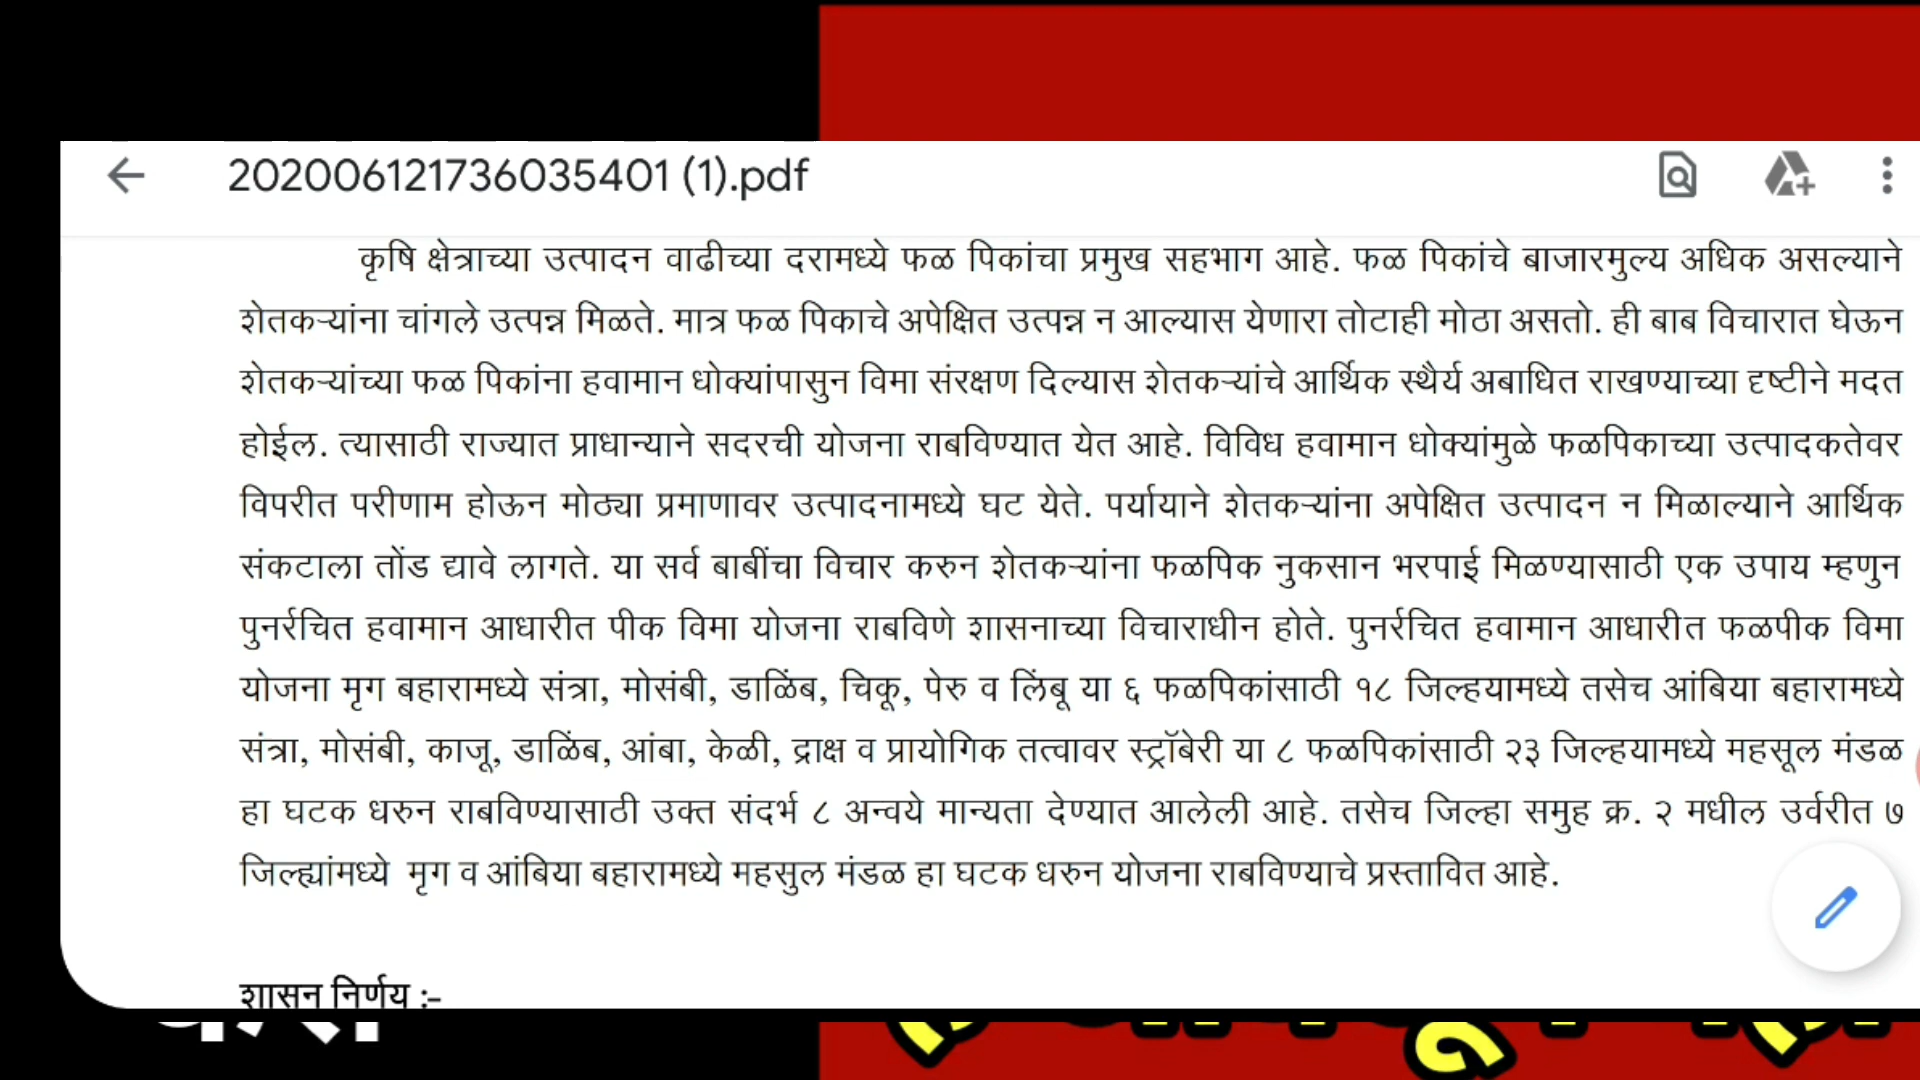 202006121736035401 (1).pdf
कृषि क्षेत्राच्या उत्पादन वाढीच्या दरामध्ये फळ पिकांचा प्रमुख सहभाग आहे. फळ पिकांचे बाजारमुल्य अधिक असल्याने
शेतकऱ्यांना चांगले उत्पन्न मिळते. मात्र फळ पिकाचे अपेक्षित उत्पन्न न आल्यास येणारा तोटाही मोठा असतो. ही बाब विचारात घेऊन
शेतकऱ्यांच्या फळ पिकांना हवामान धोक्यांपासुन विमा संरक्षण दिल्यास शेतकऱ्यांचे आर्थिक स्थैर्य अबाधित राखण्याच्या दृष्टीने मदत
होईल. त्यासाठी राज्यात प्राधान्याने सदरची योजना राबविण्यात येत आहे. विविध हवामान धोक्यांमुळे फळपिकाच्या उत्पादकतेवर
विपरीत परीणाम होऊन मोठ्या प्रमाणावर उत्पादनामध्ये घट येते. पर्यायाने शेतकऱ्यांना अपेक्षित उत्पादन न मिळाल्याने आर्थिक
संकटाला तोंड द्यावे लागते. या सर्व बाबींचा विचार करुन शेतकऱ्यांना फळपिक नुकसान भरपाई मिळण्यासाठी एक उपाय म्हणुन
पुनर्रचित हवामान आधारीत पीक विमा योजना राबविणे शासनाच्या विचाराधीन होते. पुनर्रचित हवामान आधारीत फळपीक विमा
योजना मृग बहारामध्ये संत्रा, मोसंबी, डाळिंब, चिकू, पेरु व लिंबू या ६ फळपिकांसाठी १८ जिल्हयामध्ये तसेच आंबिया बहारामध्ये
संत्रा, मोसंबी, काजू, डाळिंब, आंबा, केळी, द्राक्ष व प्रायोगिक तत्वावर स्ट्रॉबेरी या ८ फळपिकांसाठी २३ जिल्हयामध्ये महसूल मंडळ
हा घटक धरुन राबविण्यासाठी उक्त संदर्भ ८ अन्वये मान्यता देण्यात आलेली आहे. तसेच जिल्हा समुह क्र. २ मधील उर्वरीत ७
जिल्ह्यांमध्ये मृग व आंबिया बहारामध्ये महसुल मंडळ हा घटक धरुन योजना राबविण्याचे प्रस्तावित आहे.
शासन निर्णय :-